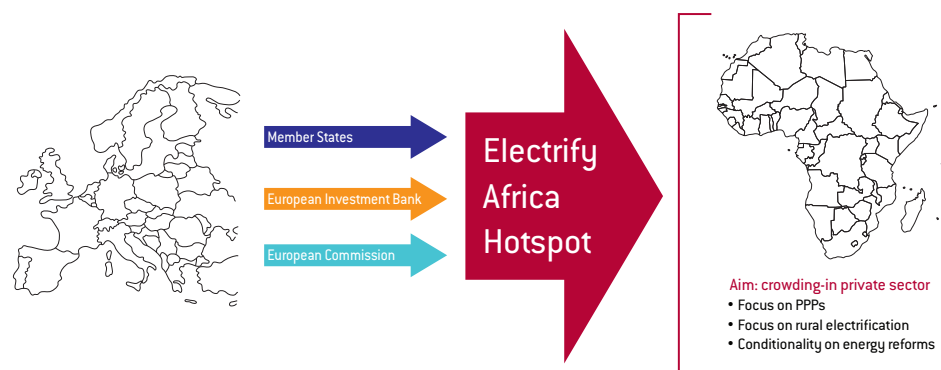 Member States
European Investment Bank
European Commission
Electrify
Africa
Hotspot
Aim: crowding-in private sector
• Focus on PPPs
• Focus on rural electrification
• Conditionality on energy reforms